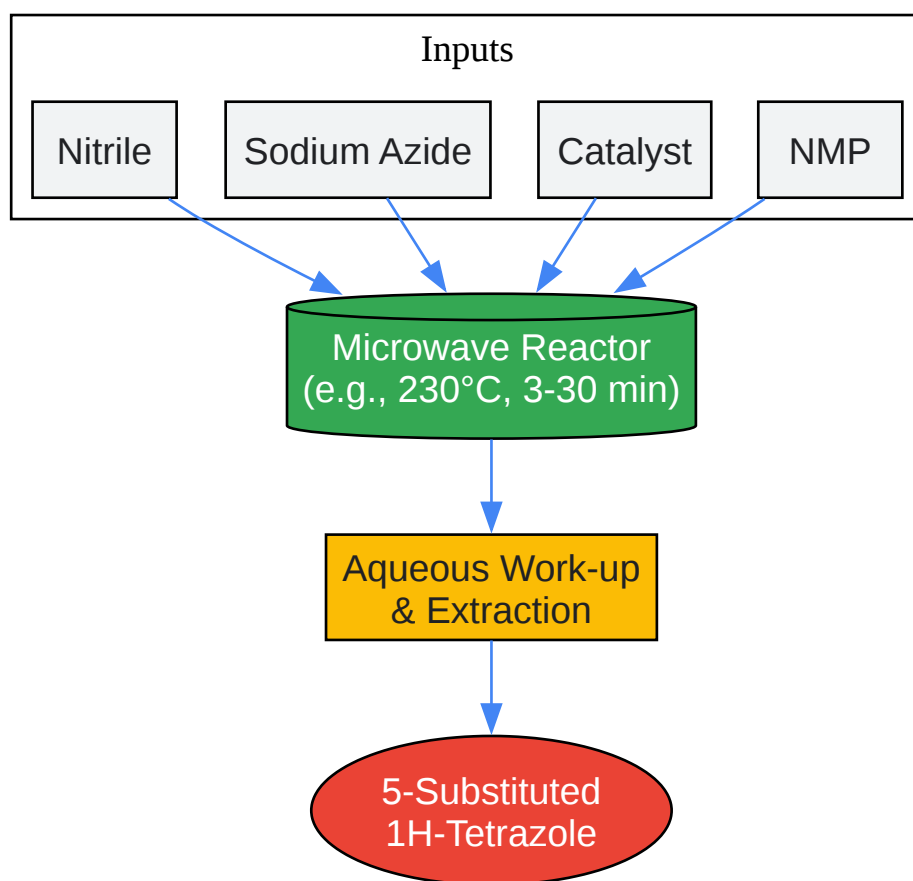 Inputs
Nitrile
Sodium Azide
Catalyst
NMP
Microwave Reactor
(e.g., 230°C, 3-30 min)
Aqueous Work-up
& Extraction
5-Substituted
1H-Tetrazole